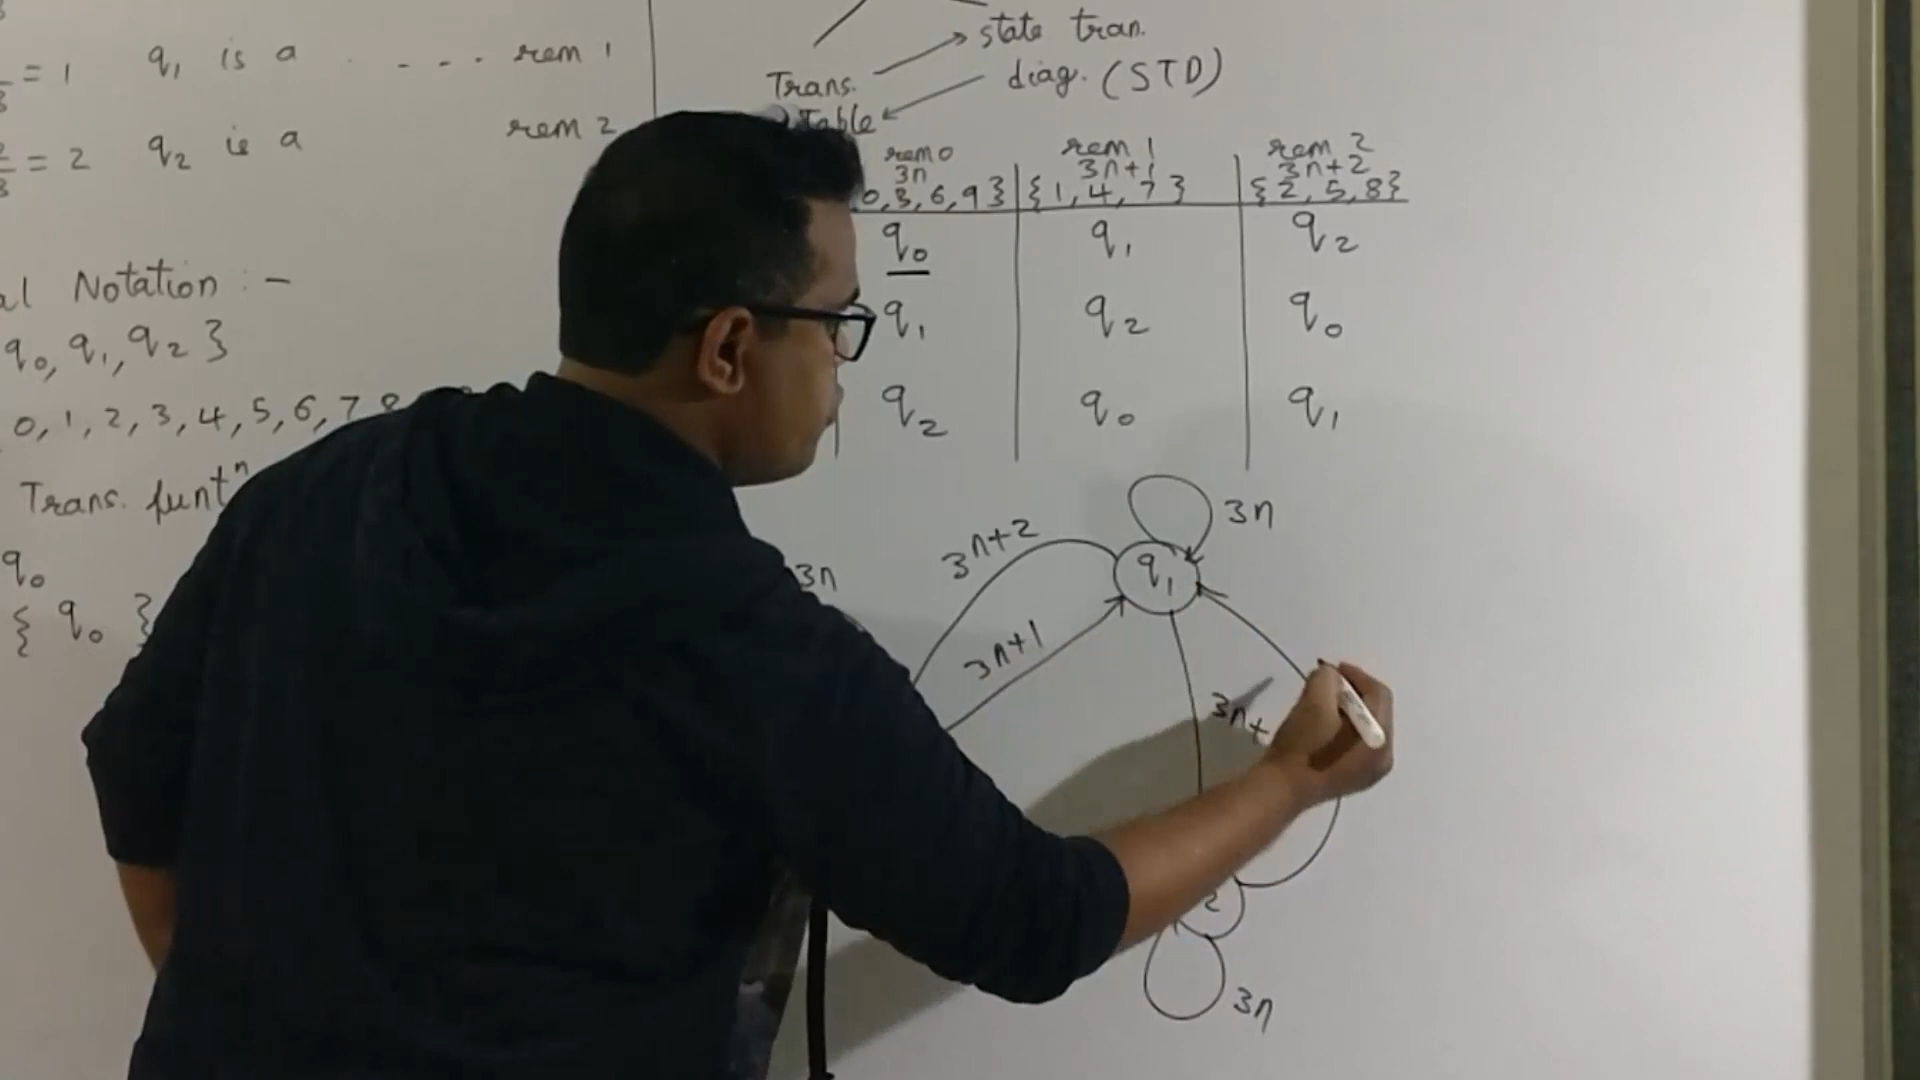 = 1 q₁ is a . - - - rem 1
= 2 q₂ is a rem 2
Notation :-
q₀, q₁, q₂ }
0, 1, 2, 3, 4, 5, 6, 7
Trans. funtⁿ
q₀
{ q₀ }
state tran.
Trans. diag. (STD)
Table
rem 0 rem 1 rem 2
3n 3n+1 3n+2
0,3,6,9} {1,4,7} {2,5,8}
q₀ q₁ q₂
q₁ q₂ q₀
q₂ q₀ q₁
3n
3n+2
q₁
3n
3n+1
3n+
2
3n